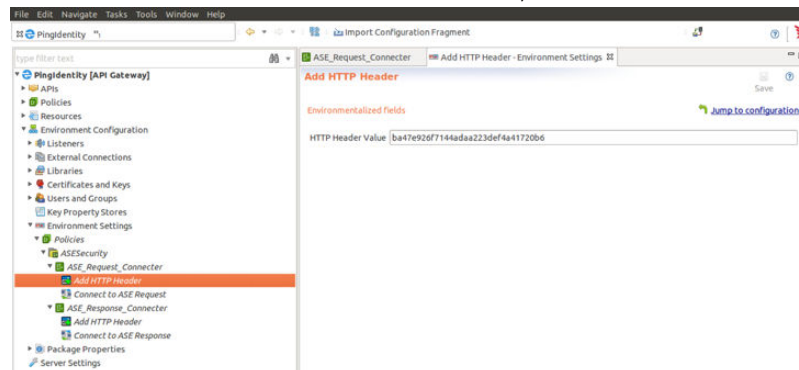 File Edit Navigate Tasks Tools Window Help
PingIdentity
Import Configuration Fragment
type filter text
ASE_Request_Connecter
Add HTTP Header - Environment Settings
PingIdentity [API Gateway]
Add HTTP Header
Save
APIs
Policies
Resources
Environmentalized fields
Jump to configuration
Environment Configuration
Listeners
HTTP Header Value ba47e926f7144adaa223def4a41720b6
External Connections
Libraries
Certificates and Keys
Users and Groups
Key Property Stores
Environment Settings
Policies
ASESecurity
ASE_Request_Connecter
Add HTTP Header
Connect to ASE Request
ASE_Response_Connecter
Add HTTP Header
Connect to ASE Response
Package Properties
Server Settings